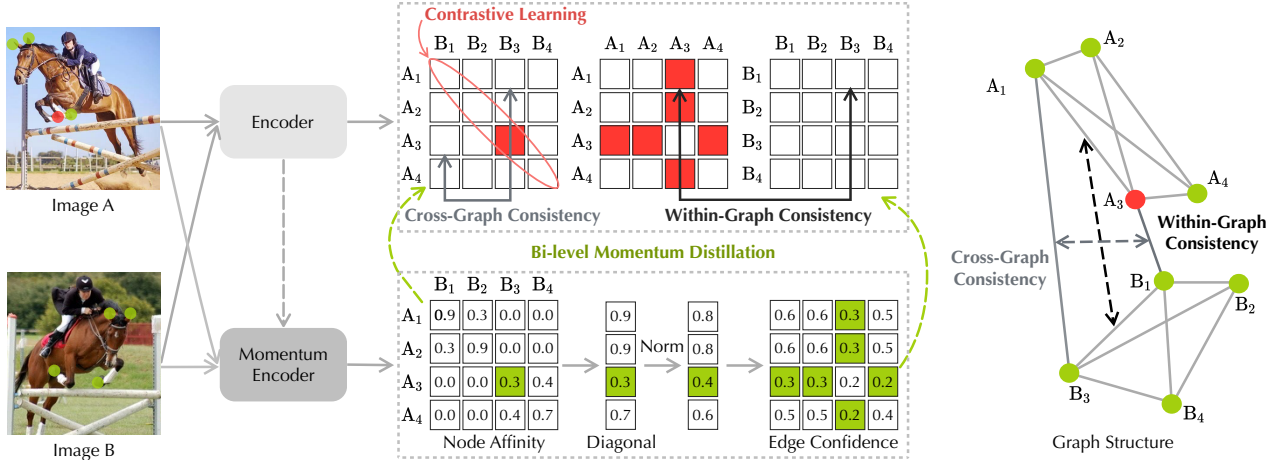 Contrastive Learning
B1 B2 B3 B4
A1 A2 A3 A4
B1 B2 B3 B4
A1
A2
A3
A4
A1
A2
A3
A4
B1
B2
B3
B4
Encoder
Image A
Cross-Graph Consistency
Within-Graph Consistency
Bi-level Momentum Distillation
Momentum
Encoder
Image B
B1 B2 B3 B4
A1 0.9 0.3 0.0 0.0
A2 0.3 0.9 0.0 0.0
A3 0.0 0.0 0.3 0.4
A4 0.0 0.0 0.4 0.7
Node Affinity
0.9
0.9
0.3
0.7
Diagonal
Norm
0.8
0.8
0.4
0.6
0.6 0.6 0.3 0.5
0.6 0.6 0.3 0.5
0.3 0.3 0.2 0.2
0.5 0.5 0.2 0.4
Edge Confidence
A2
A1
A4
A3
Within-Graph
Consistency
Cross-Graph
Consistency
B1
B2
B3
B4
Graph Structure